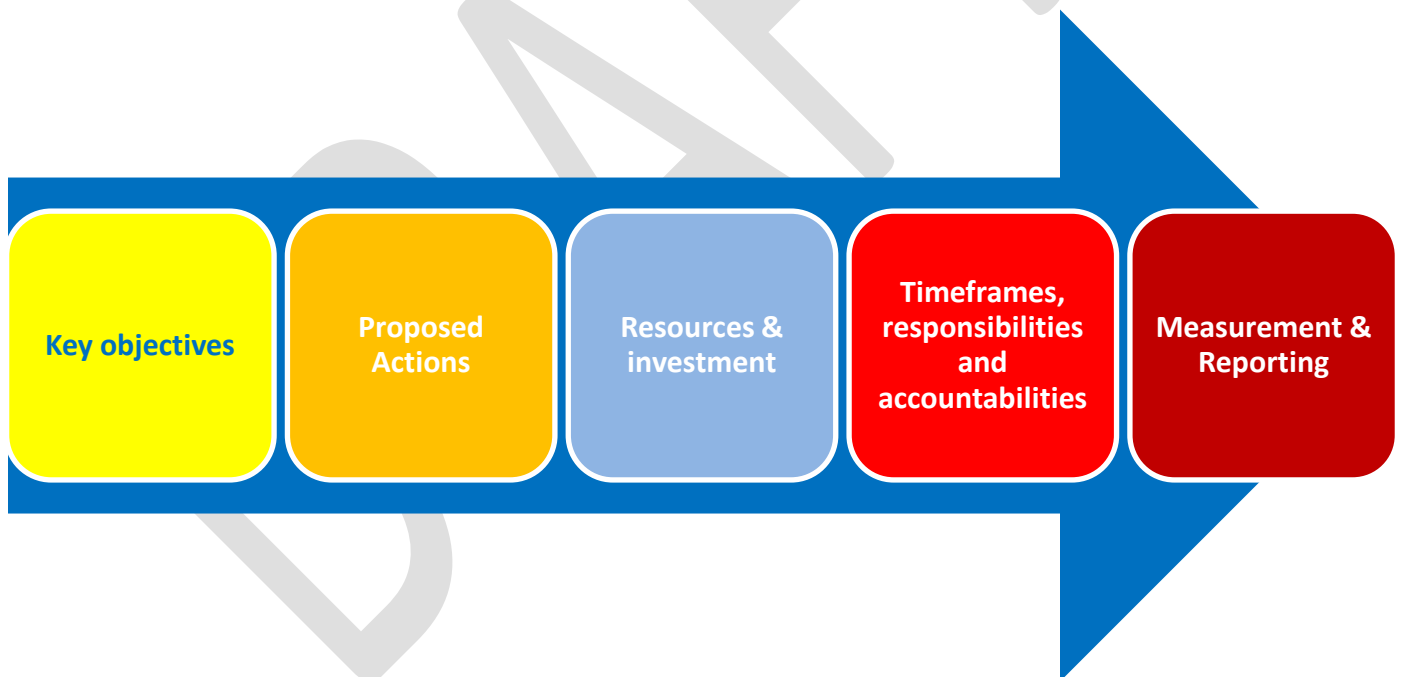 Key objectives
Proposed
Actions
Resources &
investment
Timeframes,
responsibilities
and
accountabilities
Measurement &
Reporting